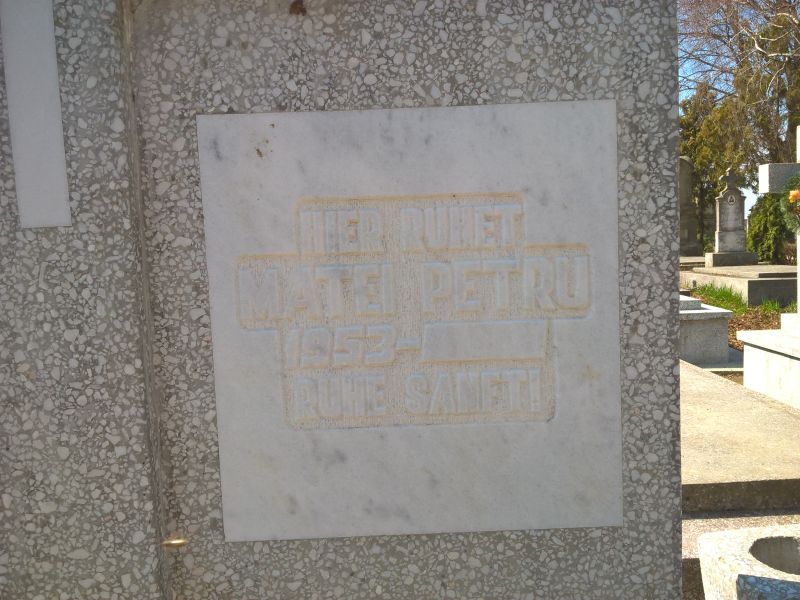 HIER RUHET
MATEI PETRU
1953-
RUHE SANFT!